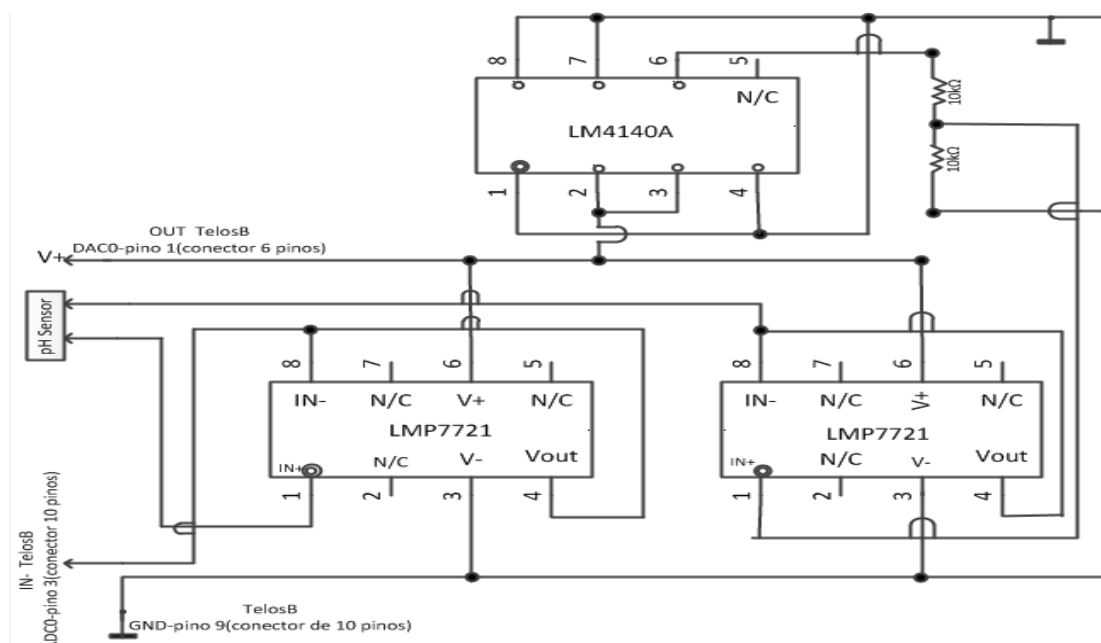 8 7 6 5
N/C
LM4140A
10kΩ
10kΩ
1 2 3 4
OUT TelosB
V+ DAC0-pino 1(conector 6 pinos)
pH Sensor
8 7 6 5
IN- N/C V+ N/C
LMP7721
IN+ N/C V- Vout
1 2 3 4
8 7 6 5
IN- N/C V+ N/C
LMP7721
IN+ N/C V- Vout
1 2 3 4
IN- TelosB
ADC0-pino 3(conector 10 pinos)
TelosB
GND-pino 9(conector de 10 pinos)